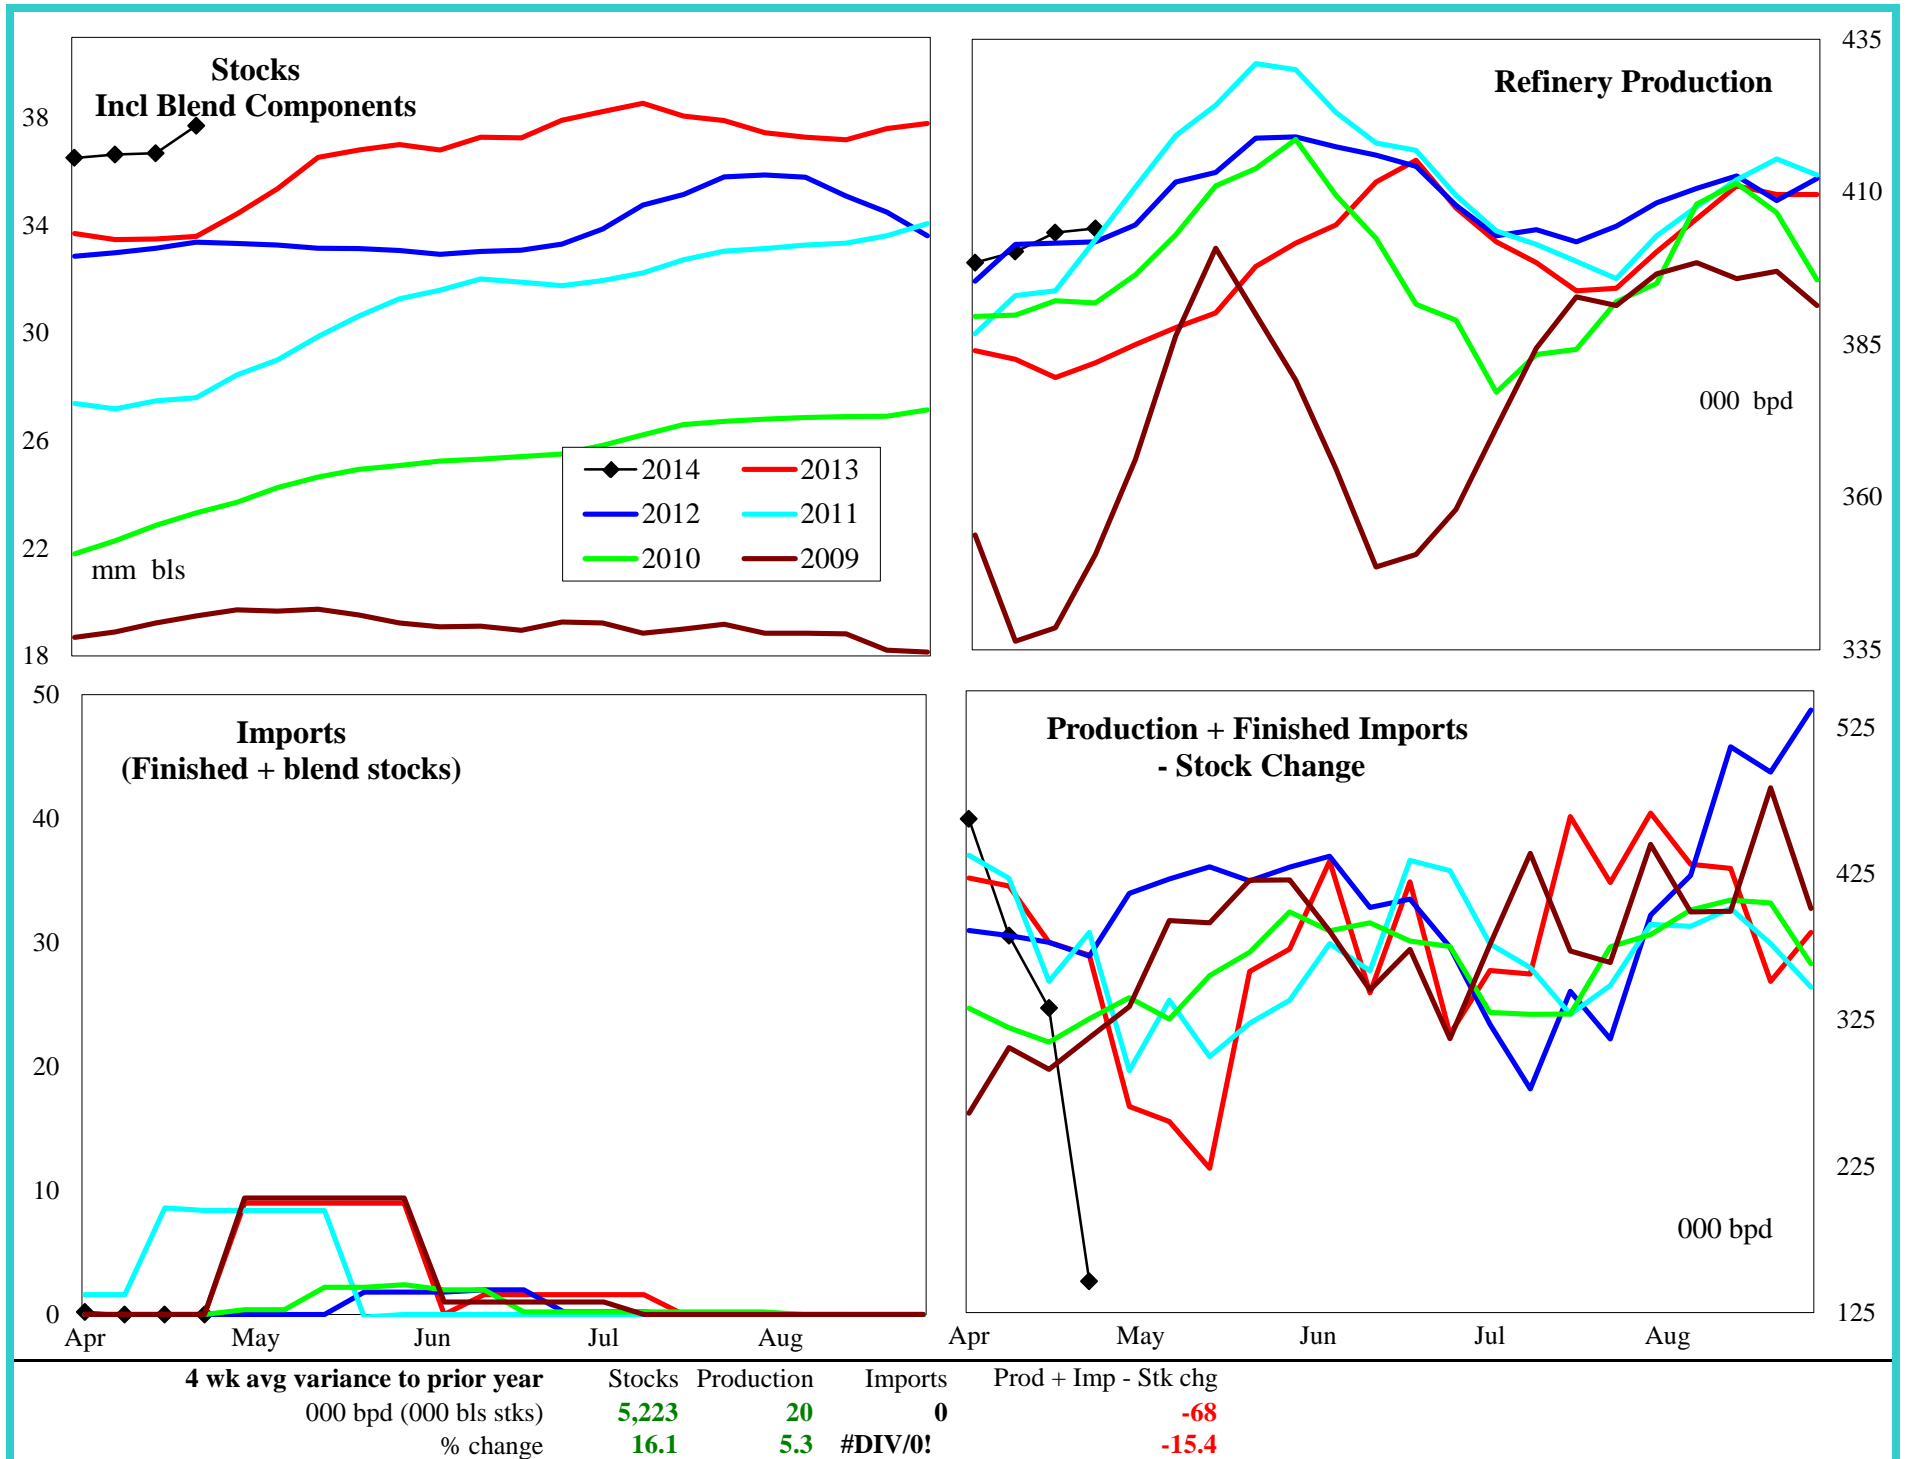 Stocks
Incl Blend Components
38
34
30
26
22
18
mm bls
2014 2013
2012 2011
2010 2009
Refinery Production
435
410
385
360
335
000 bpd
Imports
(Finished + blend stocks)
50
40
30
20
10
0
Apr May Jun Jul Aug
Production + Finished Imports
- Stock Change
525
425
325
225
125
000 bpd
Apr May Jun Jul Aug
4 wk avg variance to prior year Stocks Production Imports Prod + Imp - Stk chg
000 bpd (000 bls stks) 5,223 20 0 -68
% change 16.1 5.3 #DIV/0! -15.4